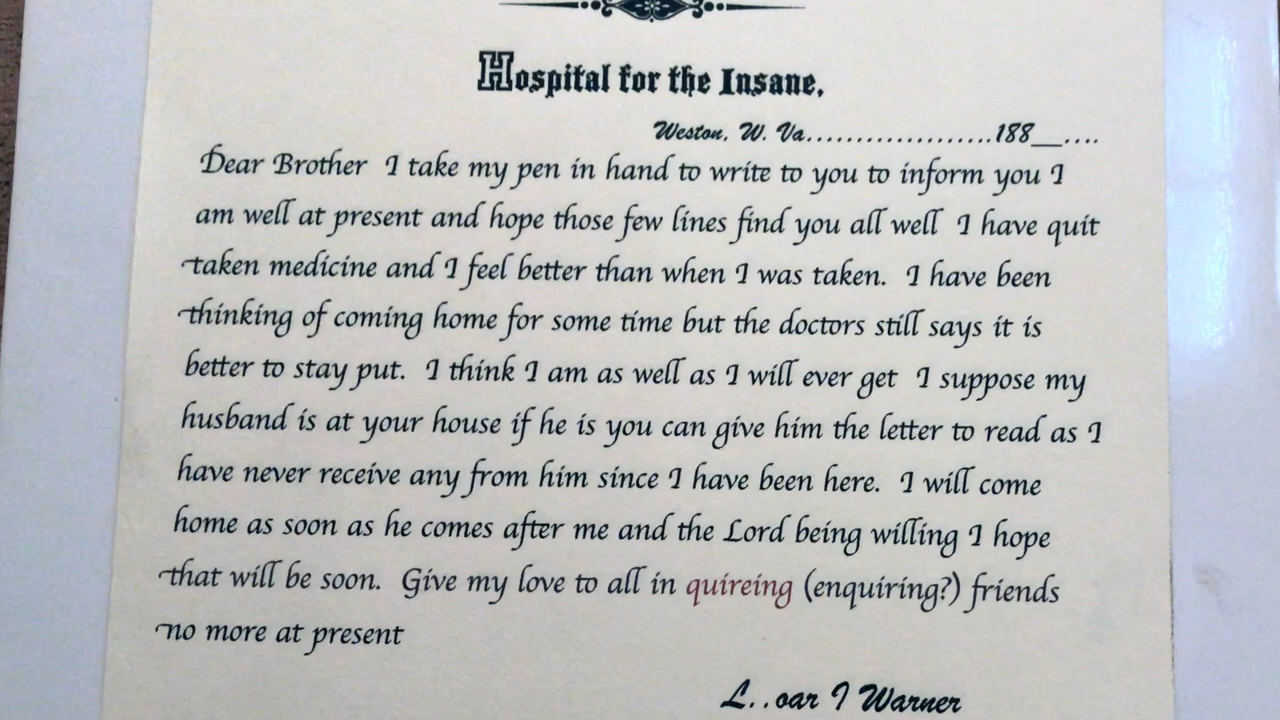 Hospital for the Insane,
Weston, W. Va...................188__....
Dear Brother I take my pen in hand to write to you to inform you I
am well at present and hope those few lines find you all well I have quit
taken medicine and I feel better than when I was taken. I have been
thinking of coming home for some time but the doctors still says it is
better to stay put. I think I am as well as I will ever get I suppose my
husband is at your house if he is you can give him the letter to read as I
have never receive any from him since I have been here. I will come
home as soon as he comes after me and the Lord being willing I hope
that will be soon. Give my love to all in quireing (enquiring?) friends
no more at present
L..oar I Warner